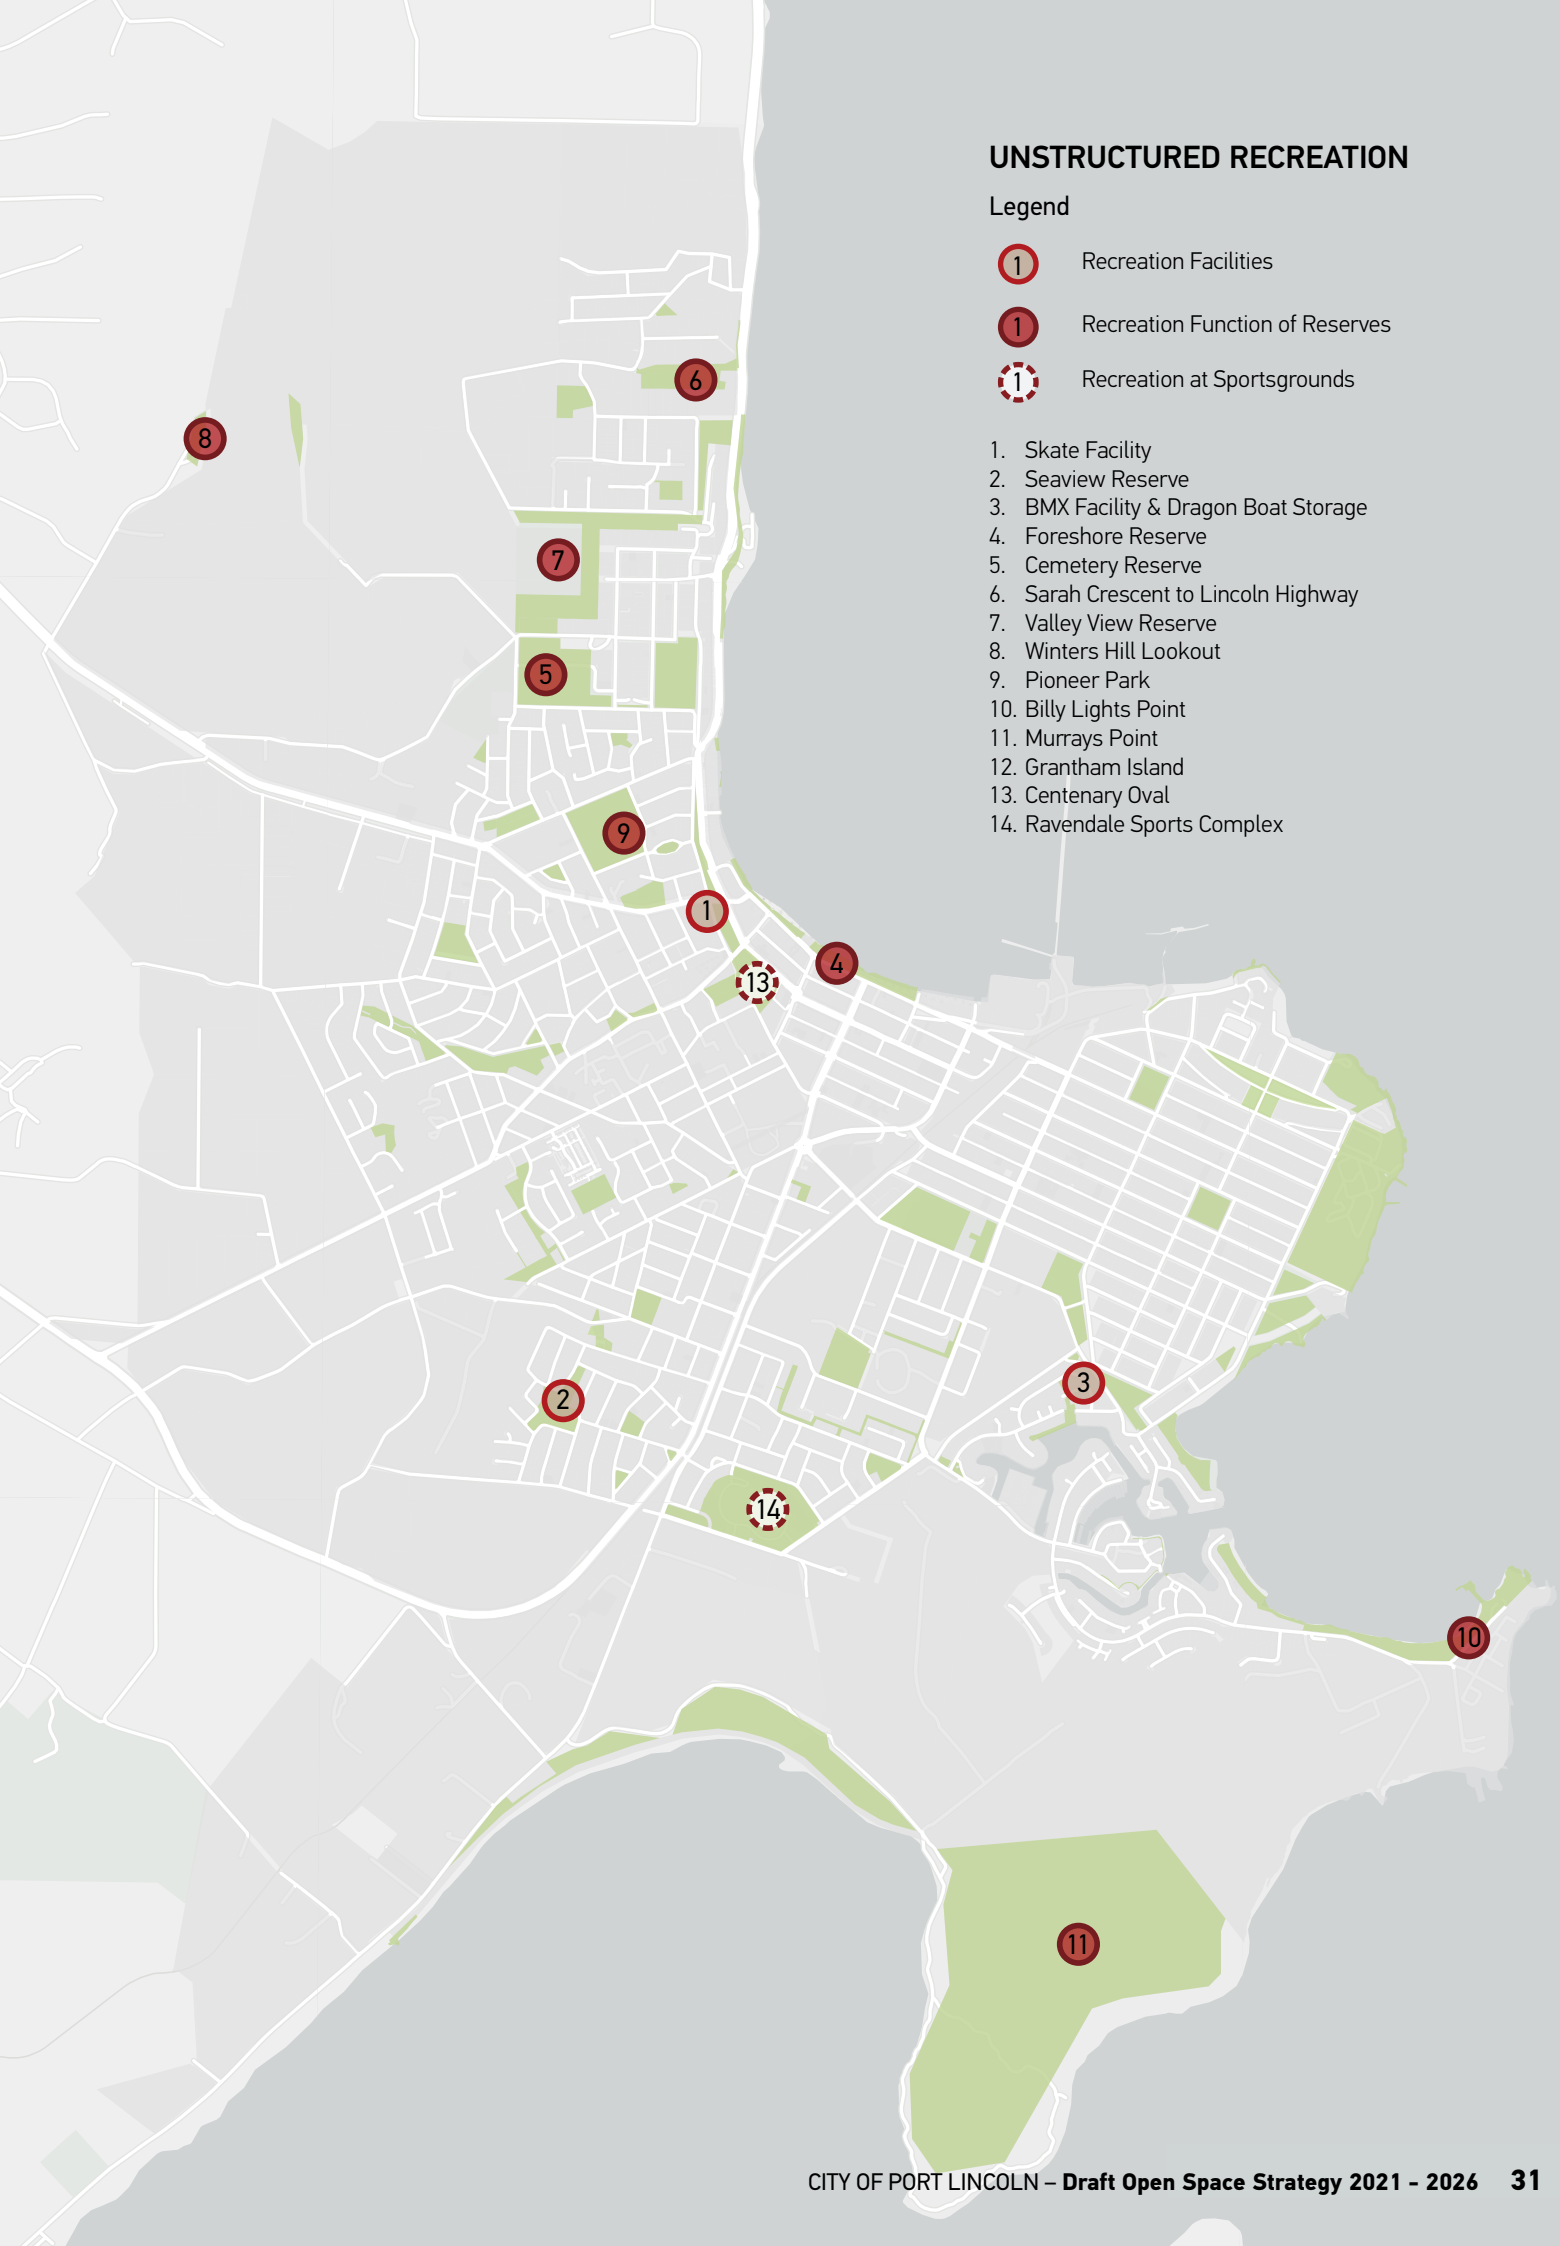 UNSTRUCTURED RECREATION
Legend
1 Recreation Facilities
1 Recreation Function of Reserves
1 Recreation at Sportsgrounds
1. Skate Facility
2. Seaview Reserve
3. BMX Facility & Dragon Boat Storage
4. Foreshore Reserve
5. Cemetery Reserve
6. Sarah Crescent to Lincoln Highway
7. Valley View Reserve
8. Winters Hill Lookout
9. Pioneer Park
10. Billy Lights Point
11. Murrays Point
12. Grantham Island
13. Centenary Oval
14. Ravendale Sports Complex
6
8
7
5
9
1
4
13
3
2
14
10
11
CITY OF PORT LINCOLN – Draft Open Space Strategy 2021 - 2026 31